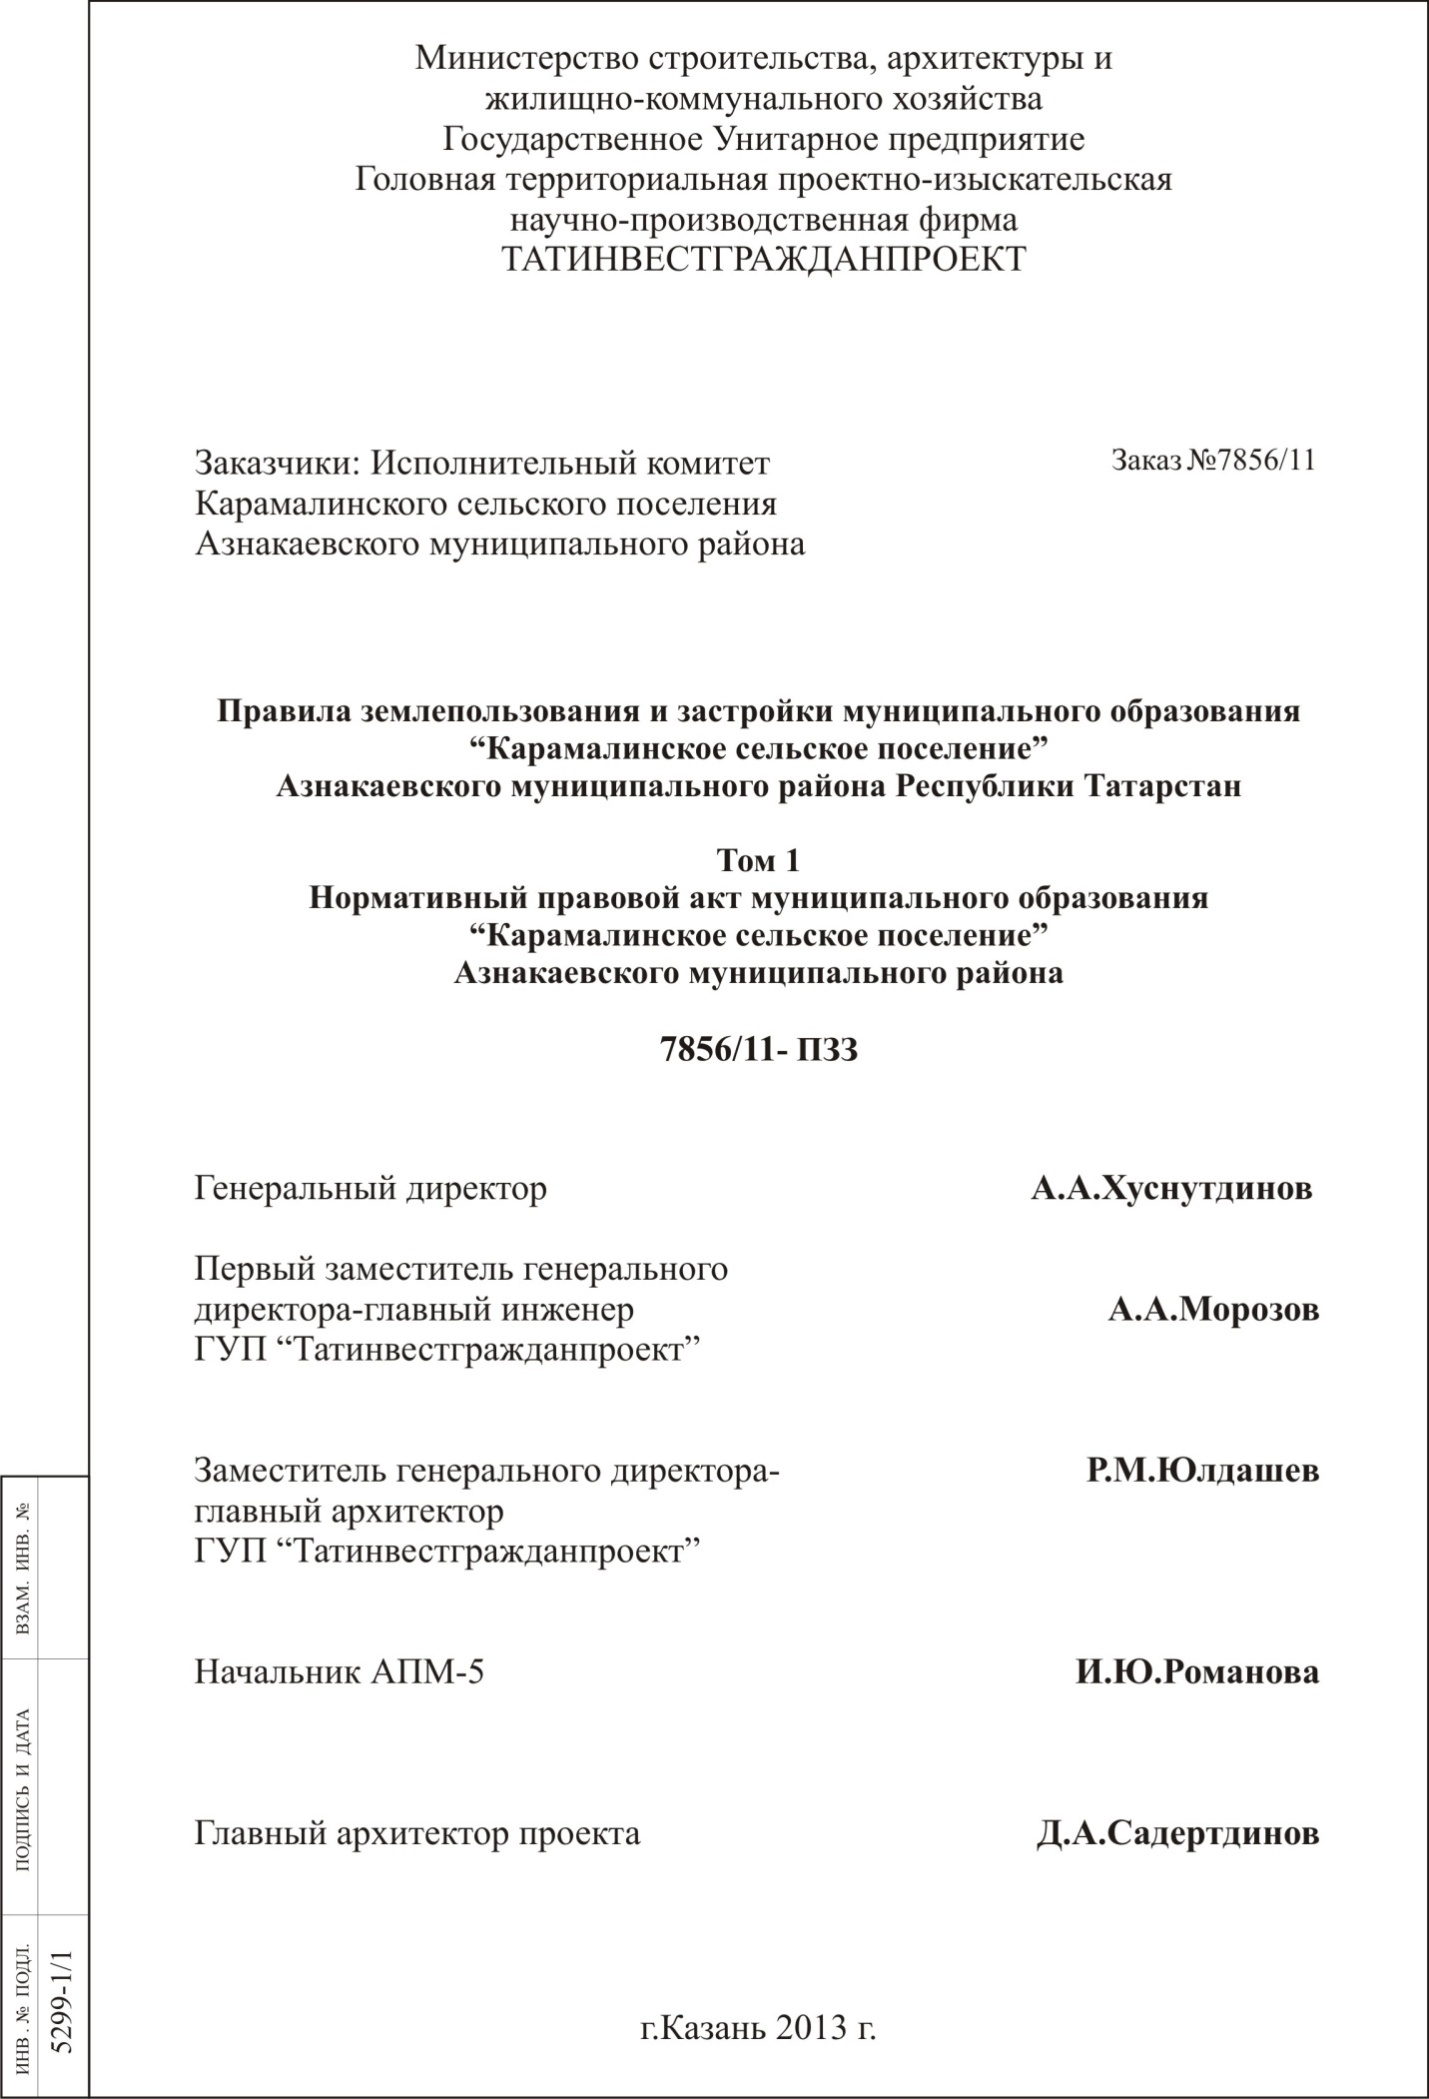 Министерство строительства, архитектуры и
жилищно-коммунального хозяйства
Государственное Унитарное предприятие
Головная территориальная проектно-изыскательская
научно-производственная фирма
ТАТИНВЕСТГРАЖДАНПРОЕКТ
Заказчики: Исполнительный комитет
Карамалинского сельского поселения
Азнакаевского муниципального района
Заказ №7856/11
Правила землепользования и застройки муниципального образования
“Карамалинское сельское поселение”
Азнакаевского муниципального района Республики Татарстан
Том 1
Нормативный правовой акт муниципального образования
“Карамалинское сельское поселение”
Азнакаевского муниципального района
7856/11- ПЗЗ
Генеральный директор А.А.Хуснутдинов
Первый заместитель генерального
директора-главный инженер А.А.Морозов
ГУП “Татинвестгражданпроект”
Заместитель генерального директора- Р.М.Юлдашев
главный архитектор
ГУП “Татинвестгражданпроект”
Начальник АПМ-5 И.Ю.Романова
Главный архитектор проекта Д.А.Садертдинов
г.Казань 2013 г.
ВЗАМ. ИНВ. №
ПОДПИСЬ И ДАТА
ИНВ. № ПОДЛ.
5299-1/1